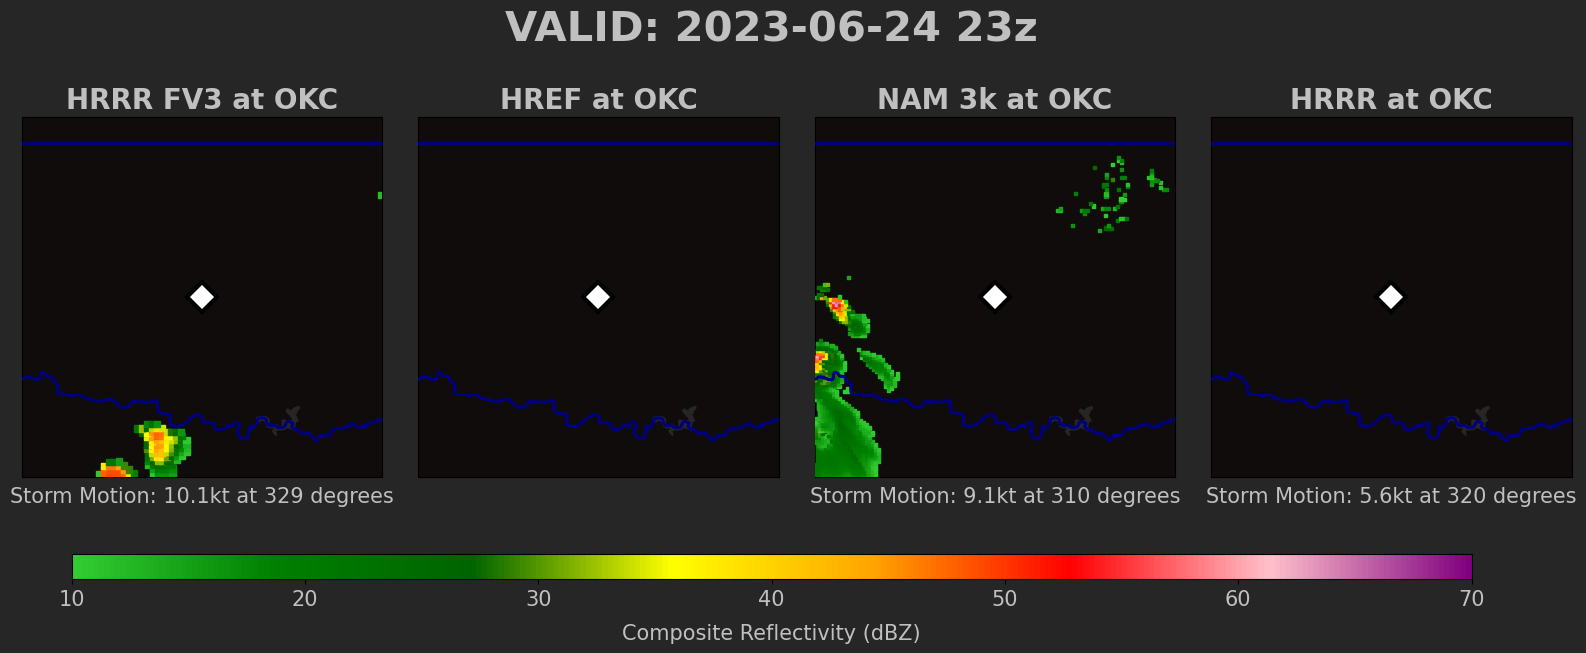 VALID: 2023-06-24 23z
HRRR FV3 at OKC
HREF at OKC
NAM 3k at OKC
HRRR at OKC
Storm Motion: 10.1kt at 329 degrees
Storm Motion: 9.1kt at 310 degrees
Storm Motion: 5.6kt at 320 degrees
10 20 30 40 50 60 70
Composite Reflectivity (dBZ)